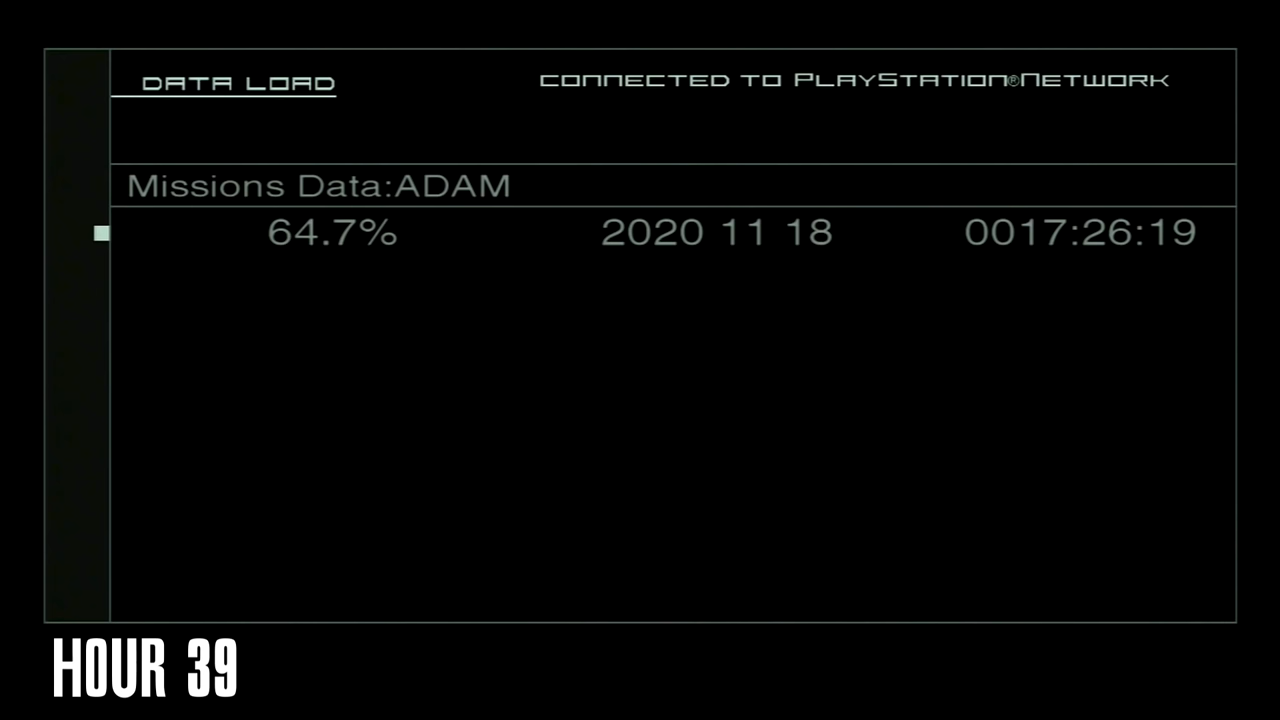 DATA LOAD
CONNECTED TO PLAYSTATION®NETWORK
Missions Data:ADAM
64.7% 2020 11 18 0017:26:19
HOUR 39